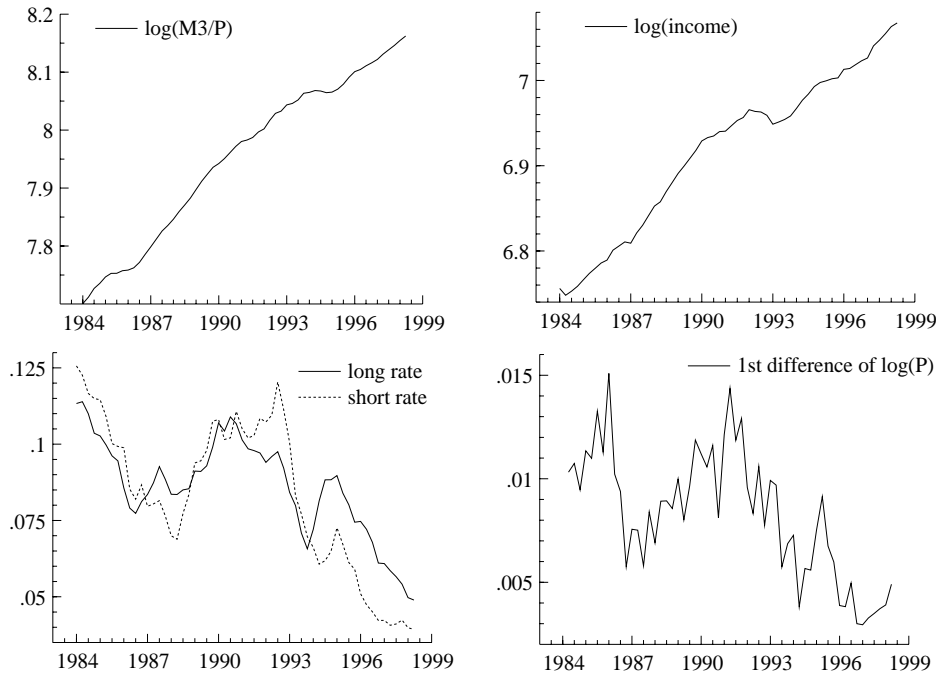 8.2
log(M3/P)
8.1
8
7.9
7.8
1984 1987 1990 1993 1996 1999
log(income)
7
6.9
6.8
1984 1987 1990 1993 1996 1999
.125
long rate
short rate
.1
.075
.05
1984 1987 1990 1993 1996 1999
1st difference of log(P)
.015
.01
.005
1984 1987 1990 1993 1996 1999